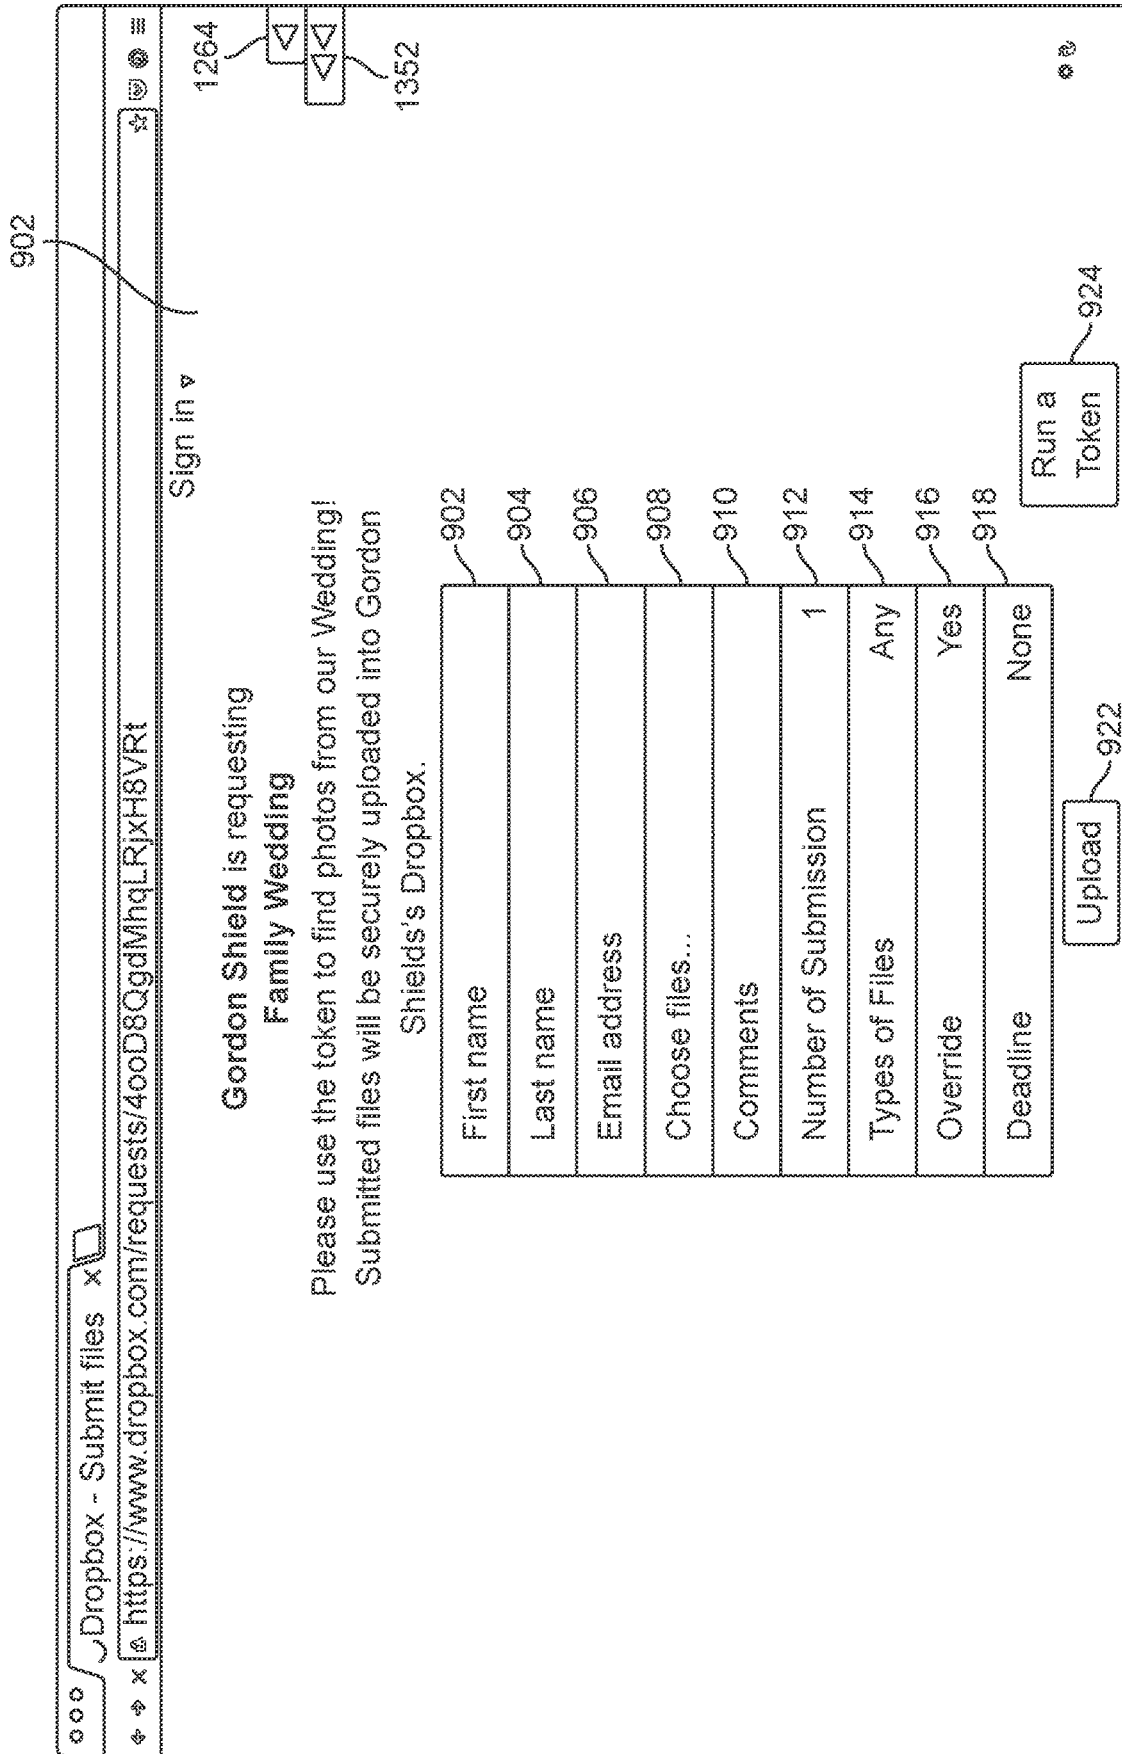 902
Dropbox - Submit files x
https://www.dropbox.com/requests/4ooD8QgdMhqLRjxH8VRt
Sign in
1264
1352
Gordon Shield is requesting
Family Wedding
Please use the token to find photos from our Wedding!
Submitted files will be securely uploaded into Gordon
Shields's Dropbox.
First name 902
Last name 904
Email address 906
Choose files... 908
Comments 910
Number of Submission 1 912
Types of Files Any 914
Override Yes 916
Deadline None 918
Upload 922
Run a
Token 924